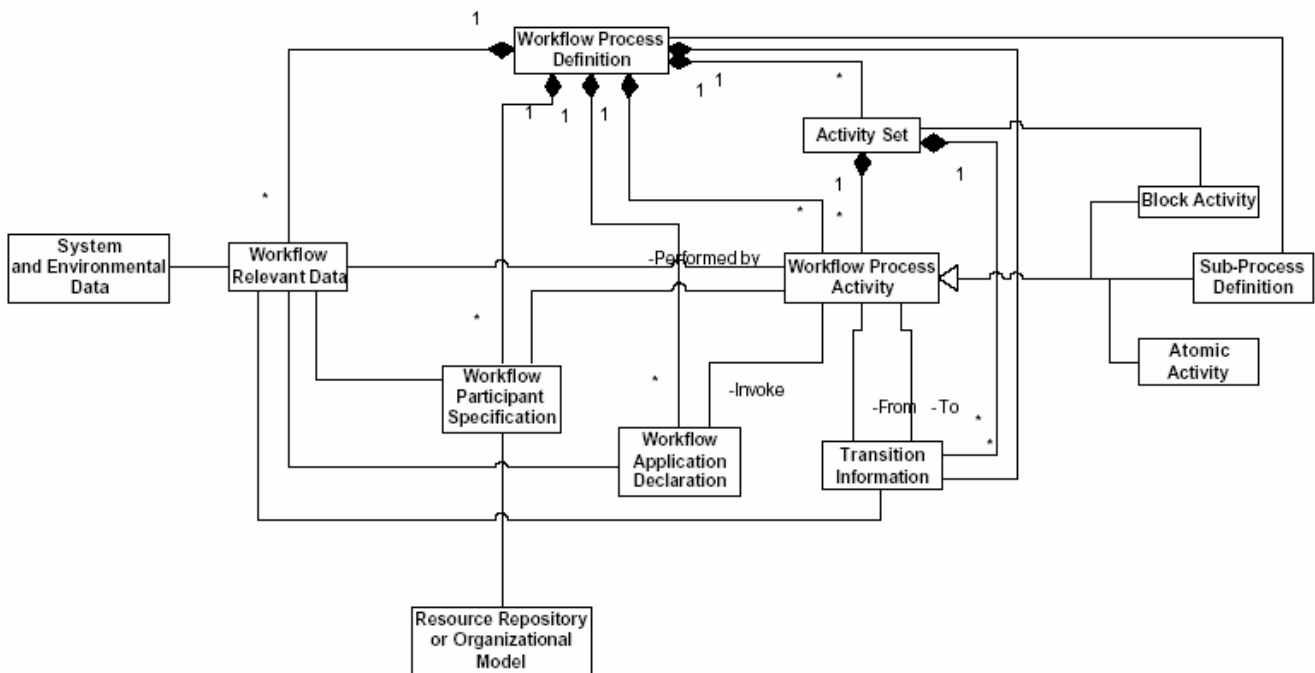 1
Workflow Process
Definition
1
1
*
1
1
1
Activity Set
1
1
*
*
*
Block Activity
System
and Environmental
Data
Workflow
Relevant Data
-Performed by
Workflow Process
Activity
Sub-Process
Definition
*
Atomic
Activity
Workflow
Participant
Specification
*
-Invoke
-From
-To
*
*
Workflow
Application
Declaration
Transition
Information
Resource Repository
or Organizational
Model